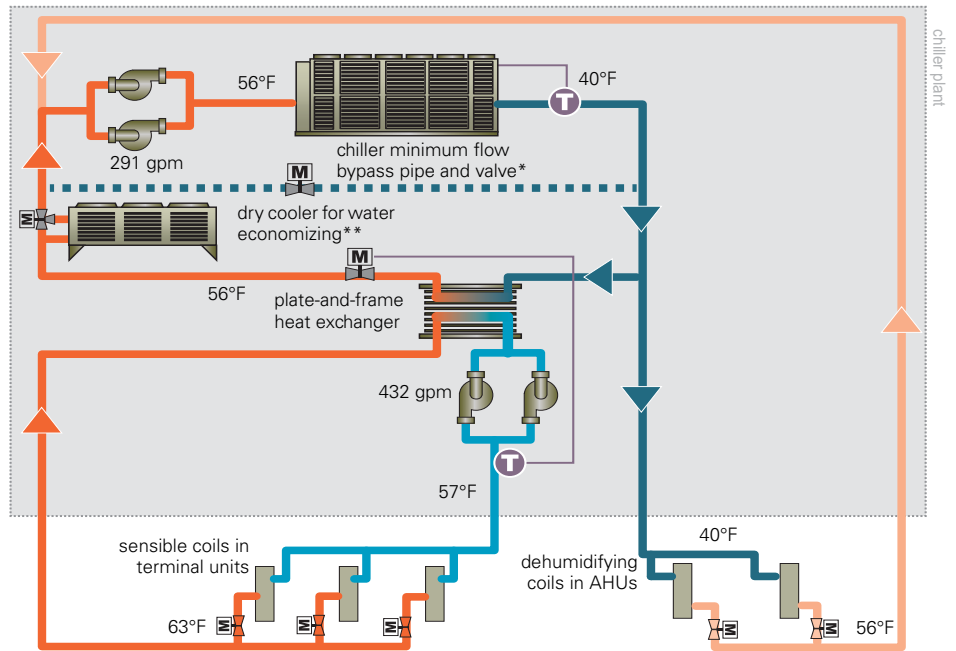 chiller plant
56°F
40°F
T
291 gpm
chiller minimum flow
bypass pipe and valve*
M
dry cooler for water
economizing**
M
M
56°F
plate-and-frame
heat exchanger
432 gpm
T
57°F
sensible coils in
terminal units
40°F
dehumidifying
coils in AHUs
63°F
M
M
M
M
M
56°F